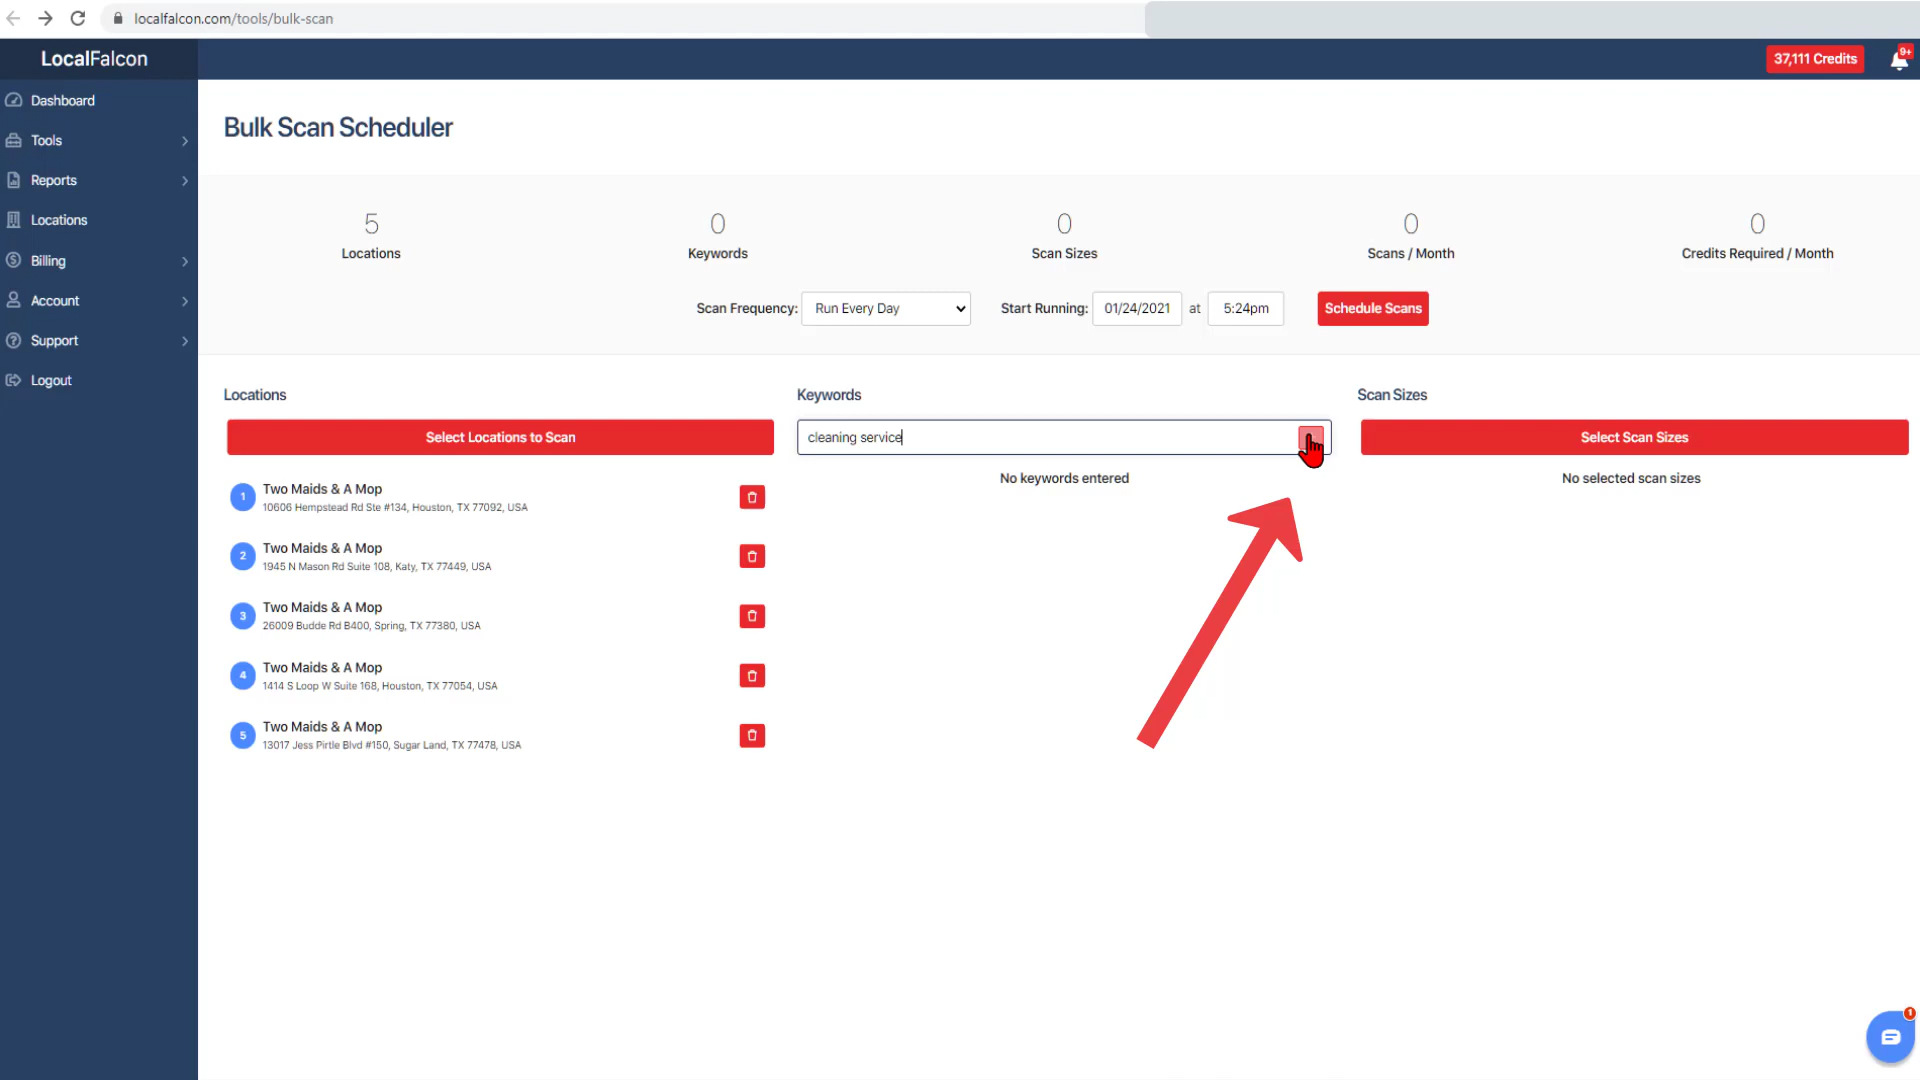 localfalcon.com/tools/bulk-scan
LocalFalcon
37,111 Credits
9+
Dashboard
Tools
Reports
Locations
Billing
Account
Support
Logout
Bulk Scan Scheduler
5
Locations
0
Keywords
0
Scan Sizes
0
Scans / Month
0
Credits Required / Month
Scan Frequency: Run Every Day
Start Running: 01/24/2021 at 5:24pm
Schedule Scans
Locations
Select Locations to Scan
1
Two Maids & A Mop
10606 Hempstead Rd Ste #134, Houston, TX 77092, USA
2
Two Maids & A Mop
1945 N Mason Rd Suite 108, Katy, TX 77449, USA
3
Two Maids & A Mop
26009 Budde Rd B400, Spring, TX 77380, USA
4
Two Maids & A Mop
1414 S Loop W Suite 168, Houston, TX 77054, USA
5
Two Maids & A Mop
13017 Jess Pirtle Blvd #150, Sugar Land, TX 77478, USA
Keywords
cleaning service
No keywords entered
Scan Sizes
Select Scan Sizes
No selected scan sizes
1